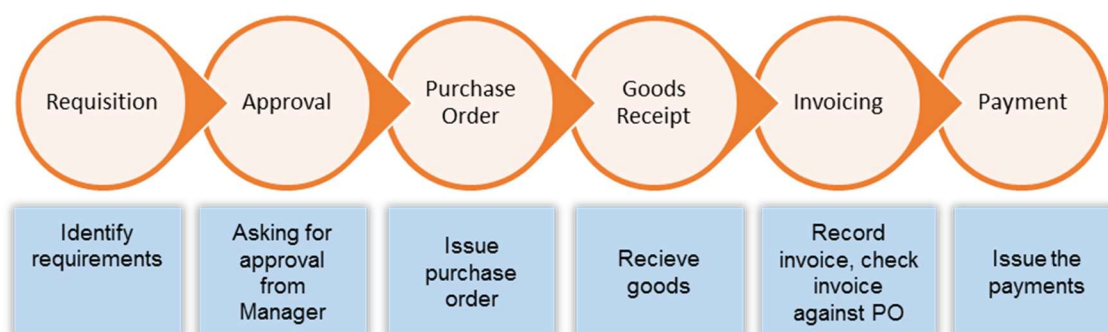 Requisition
Approval
Purchase
Order
Goods
Receipt
Invoicing
Payment
Identify
requirements
Asking for
approval
from
Manager
Issue
purchase
order
Recieve
goods
Record
invoice, check
invoice
against PO
Issue the
payments